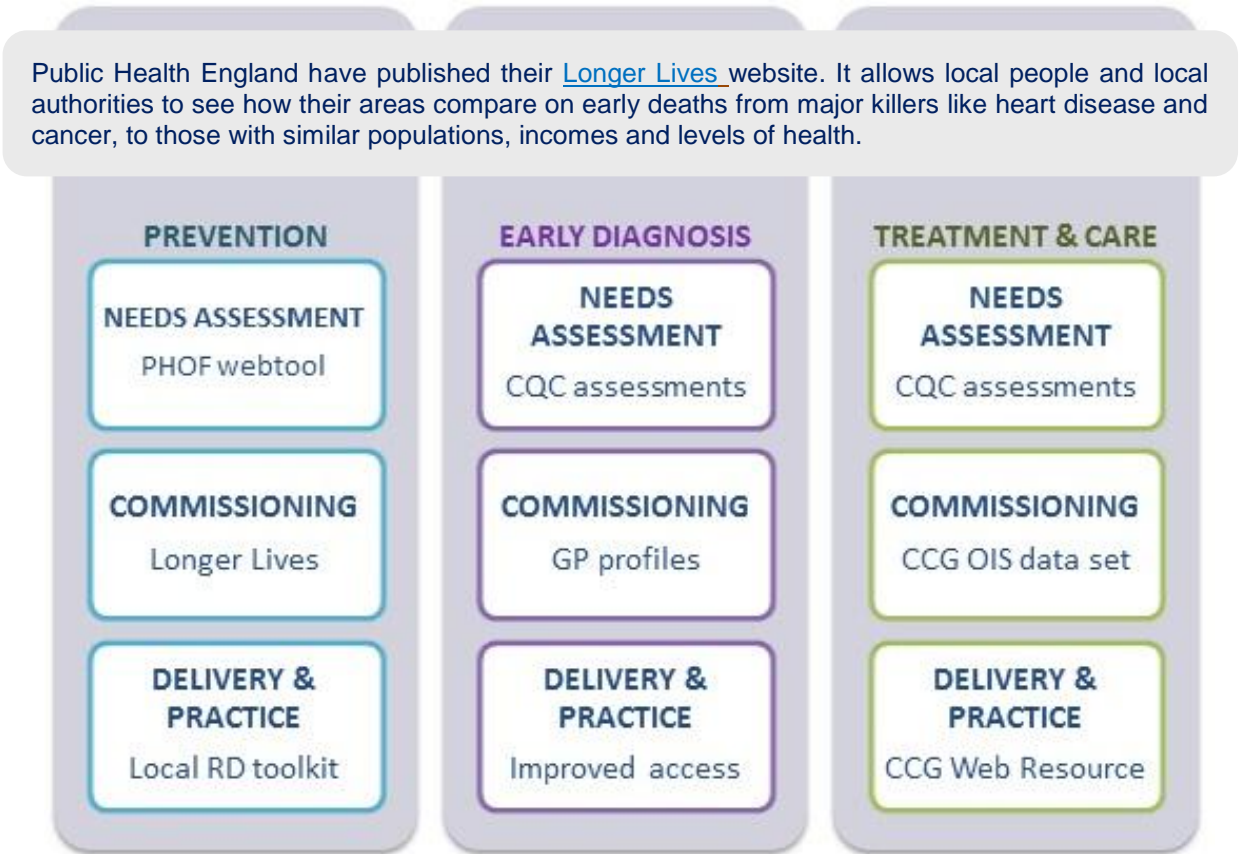 Public Health England have published their Longer Lives website. It allows local people and local
authorities to see how their areas compare on early deaths from major killers like heart disease and
cancer, to those with similar populations, incomes and levels of health.
PREVENTION
NEEDS ASSESSMENT
PHOF webtool
COMMISSIONING
Longer Lives
DELIVERY &
PRACTICE
Local RD toolkit
EARLY DIAGNOSIS
NEEDS
ASSESSMENT
CQC assessments
COMMISSIONING
GP profiles
DELIVERY &
PRACTICE
Improved access
TREATMENT & CARE
NEEDS
ASSESSMENT
CQC assessments
COMMISSIONING
CCG OIS data set
DELIVERY &
PRACTICE
CCG Web Resource